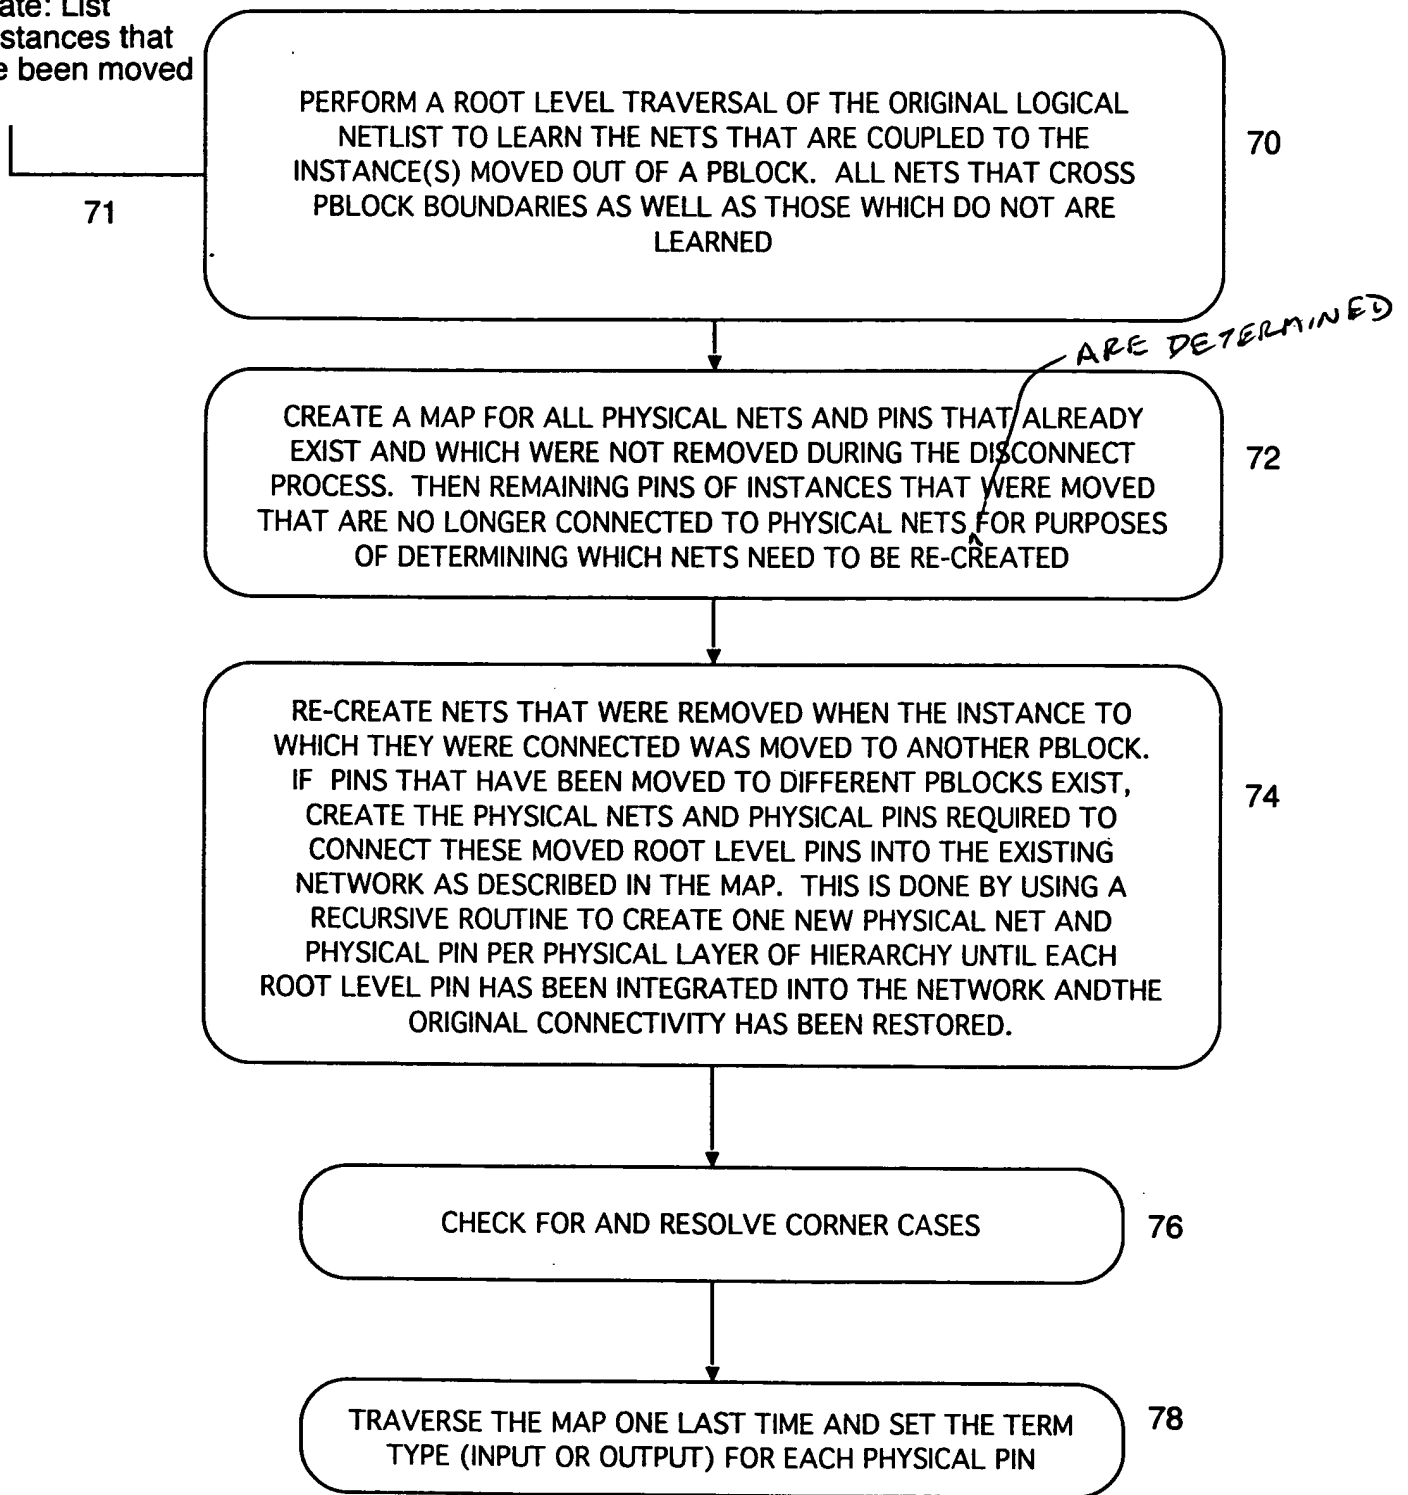 ate: List
stances that
e been moved
71
PERFORM A ROOT LEVEL TRAVERSAL OF THE ORIGINAL LOGICAL
NETLIST TO LEARN THE NETS THAT ARE COUPLED TO THE
INSTANCE(S) MOVED OUT OF A PBLOCK. ALL NETS THAT CROSS
PBLOCK BOUNDARIES AS WELL AS THOSE WHICH DO NOT ARE
LEARNED
70
ARE DETERMINED
CREATE A MAP FOR ALL PHYSICAL NETS AND PINS THAT ALREADY
EXIST AND WHICH WERE NOT REMOVED DURING THE DISCONNECT
PROCESS. THEN REMAINING PINS OF INSTANCES THAT WERE MOVED
THAT ARE NO LONGER CONNECTED TO PHYSICAL NETS FOR PURPOSES
OF DETERMINING WHICH NETS NEED TO BE RE-CREATED
72
RE-CREATE NETS THAT WERE REMOVED WHEN THE INSTANCE TO
WHICH THEY WERE CONNECTED WAS MOVED TO ANOTHER PBLOCK.
IF PINS THAT HAVE BEEN MOVED TO DIFFERENT PBLOCKS EXIST,
CREATE THE PHYSICAL NETS AND PHYSICAL PINS REQUIRED TO
CONNECT THESE MOVED ROOT LEVEL PINS INTO THE EXISTING
NETWORK AS DESCRIBED IN THE MAP. THIS IS DONE BY USING A
RECURSIVE ROUTINE TO CREATE ONE NEW PHYSICAL NET AND
PHYSICAL PIN PER PHYSICAL LAYER OF HIERARCHY UNTIL EACH
ROOT LEVEL PIN HAS BEEN INTEGRATED INTO THE NETWORK ANDTHE
ORIGINAL CONNECTIVITY HAS BEEN RESTORED.
74
CHECK FOR AND RESOLVE CORNER CASES
76
TRAVERSE THE MAP ONE LAST TIME AND SET THE TERM
TYPE (INPUT OR OUTPUT) FOR EACH PHYSICAL PIN
78